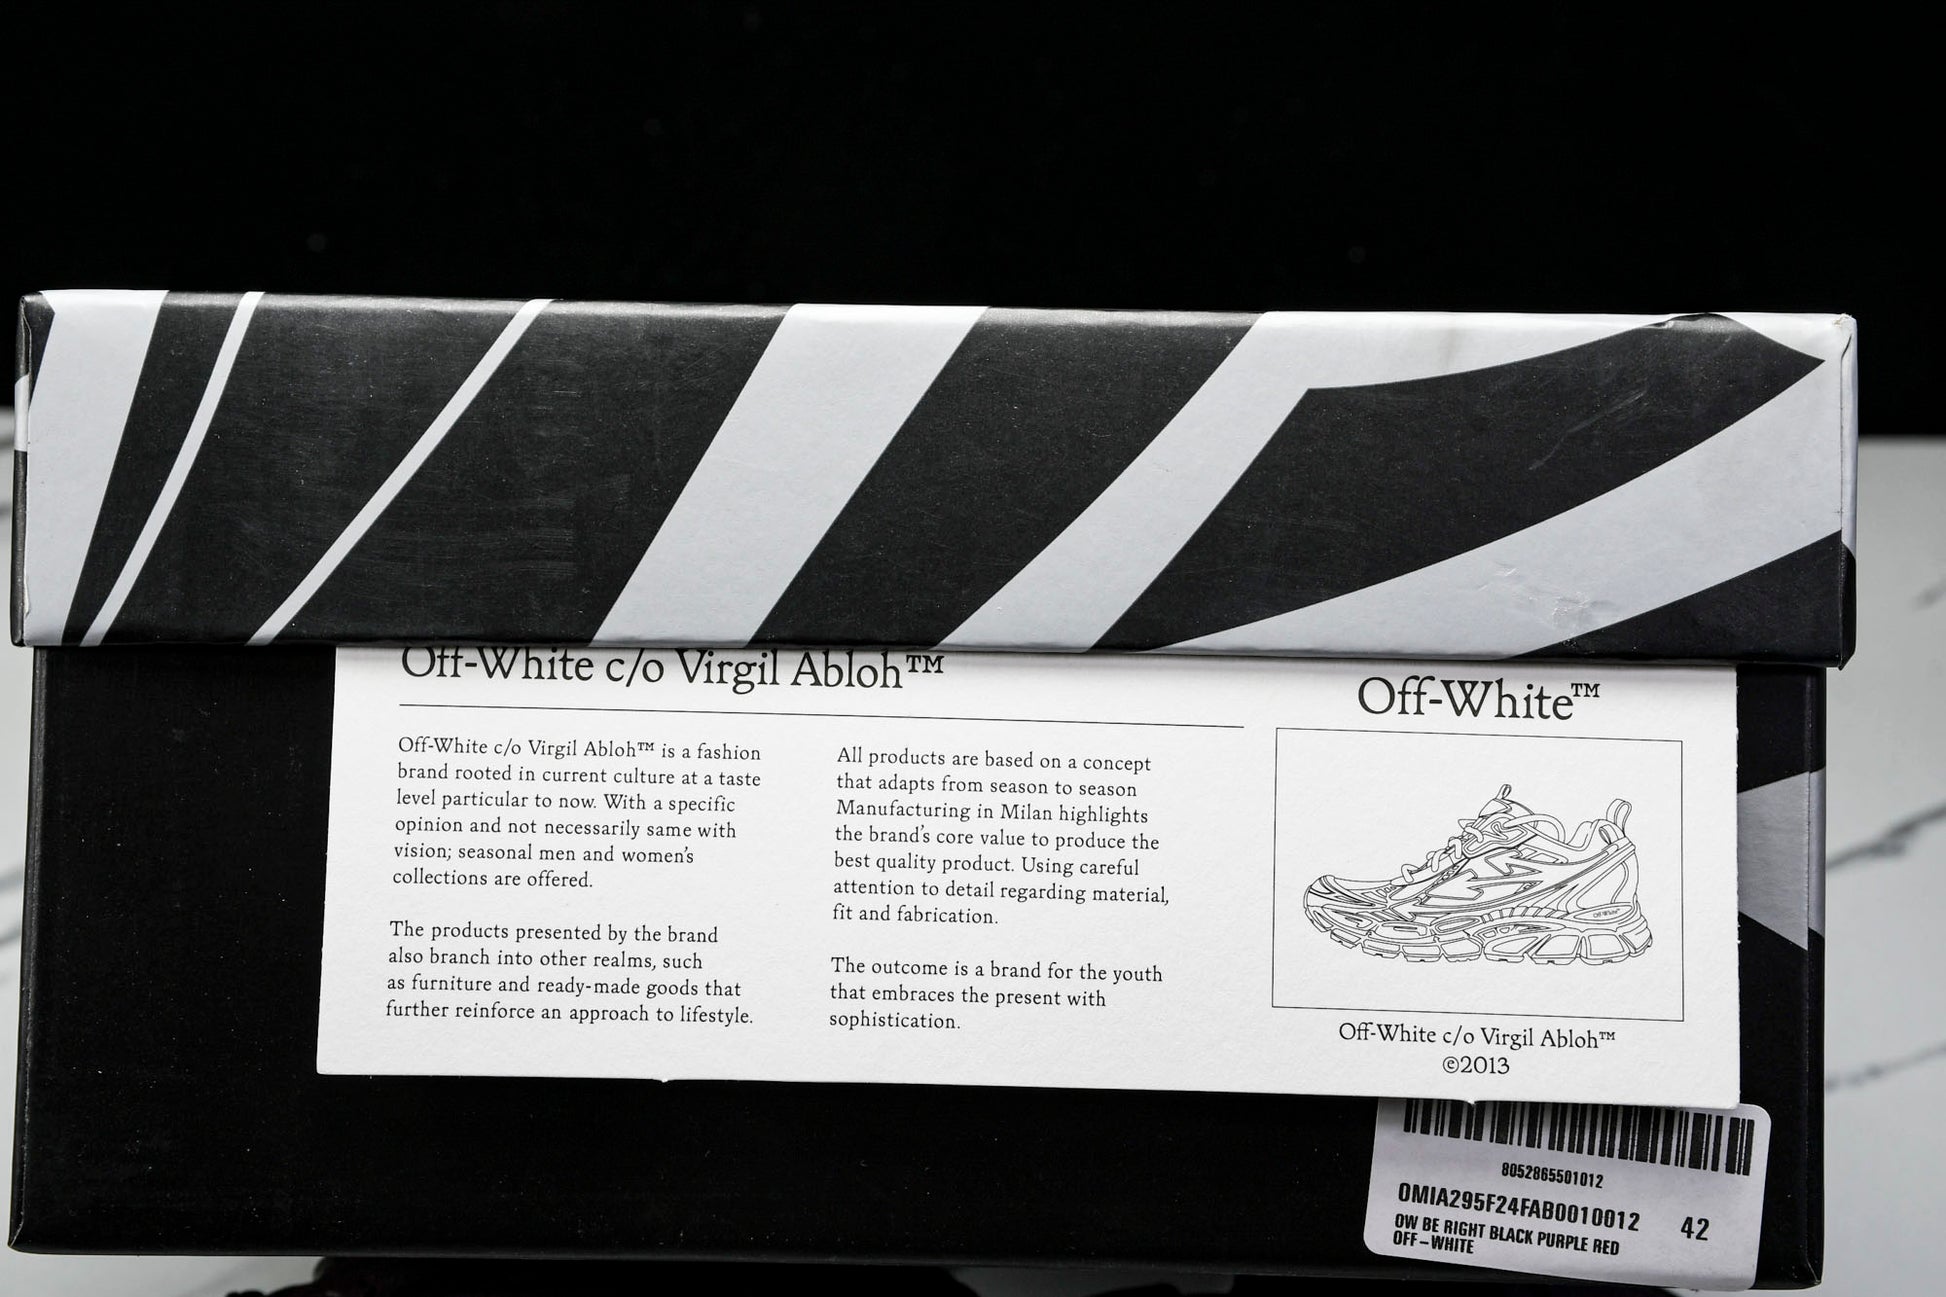 Off-White c/o Virgil Abloh™
Off-White c/o Virgil Abloh™ is a fashion
brand rooted in current culture at a taste
level particular to now. With a specific
opinion and not necessarily same with
vision; seasonal men and women's
collections are offered.
The products presented by the brand
also branch into other realms, such
as furniture and ready-made goods that
further reinforce an approach to lifestyle.
All products are based on a concept
that adapts from season to season
Manufacturing in Milan highlights
the brand's core value to produce the
best quality product. Using careful
attention to detail regarding material,
fit and fabrication.
The outcome is a brand for the youth
that embraces the present with
sophistication.
Off-White™
Off-White™
Off-White c/o Virgil Abloh™
©2013
8052865501012
OMIA295F24FAB0010012 42
OW BE RIGHT BLACK PURPLE RED
OFF-WHITE